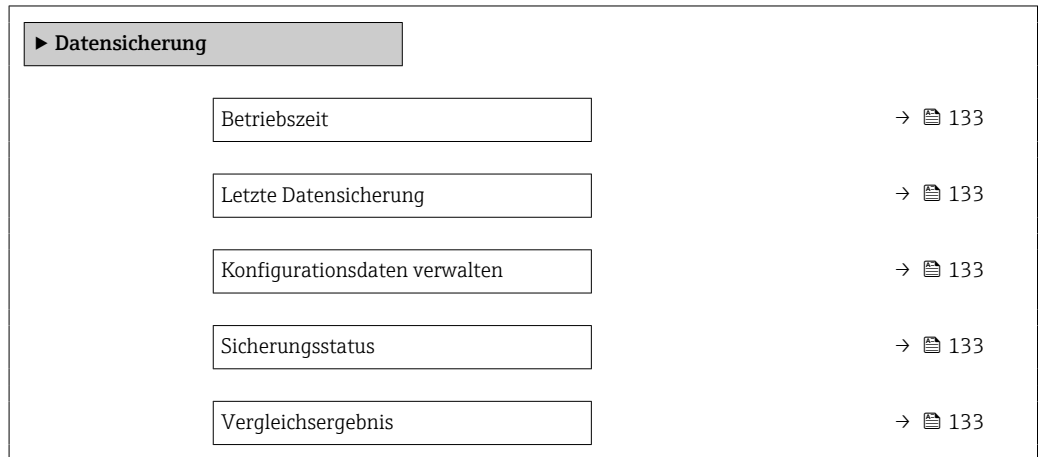 ▶ Datensicherung
Betriebszeit → 133
Letzte Datensicherung → 133
Konfigurationsdaten verwalten → 133
Sicherungsstatus → 133
Vergleichsergebnis → 133